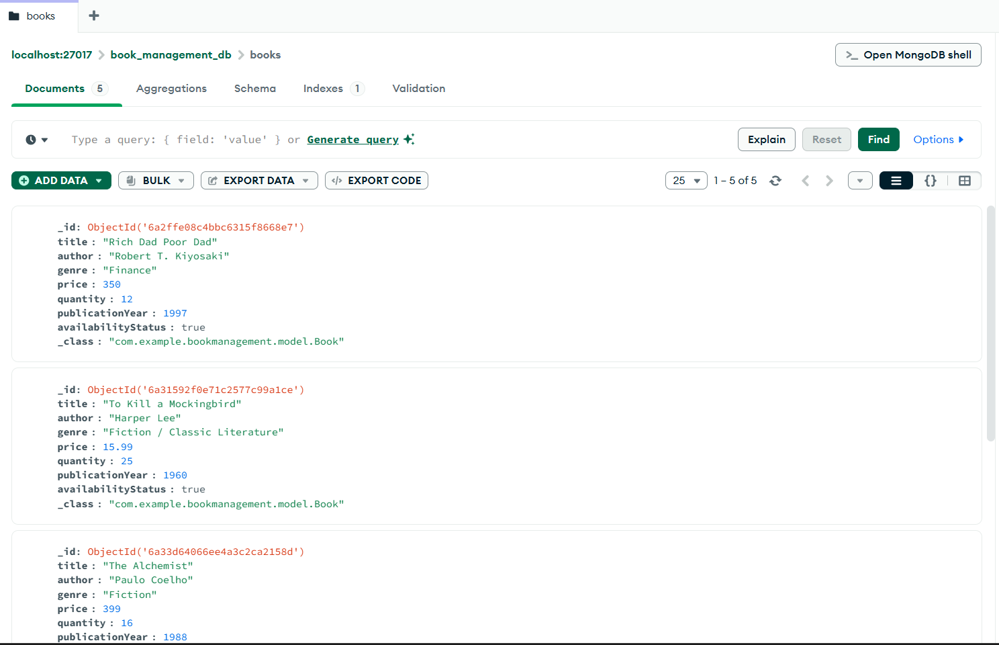 books
localhost:27017 > book_management_db > books
>_ Open MongoDB shell
Documents 5 Aggregations Schema Indexes 1 Validation
Type a query: { field: 'value' } or Generate query
Explain Reset Find Options
ADD DATA BULK EXPORT DATA </> EXPORT CODE
25 1 – 5 of 5 {}
_id: ObjectId('6a2ffe08c4bbc6315f8668e7')
title : "Rich Dad Poor Dad"
author : "Robert T. Kiyosaki"
genre : "Finance"
price : 350
quantity : 12
publicationYear : 1997
availabilityStatus : true
_class : "com.example.bookmanagement.model.Book"
_id: ObjectId('6a31592f0e71c2577c99a1ce')
title : "To Kill a Mockingbird"
author : "Harper Lee"
genre : "Fiction / Classic Literature"
price : 15.99
quantity : 25
publicationYear : 1960
availabilityStatus : true
_class : "com.example.bookmanagement.model.Book"
_id: ObjectId('6a33d64066ee4a3c2ca2158d')
title : "The Alchemist"
author : "Paulo Coelho"
genre : "Fiction"
price : 399
quantity : 16
publicationYear : 1988